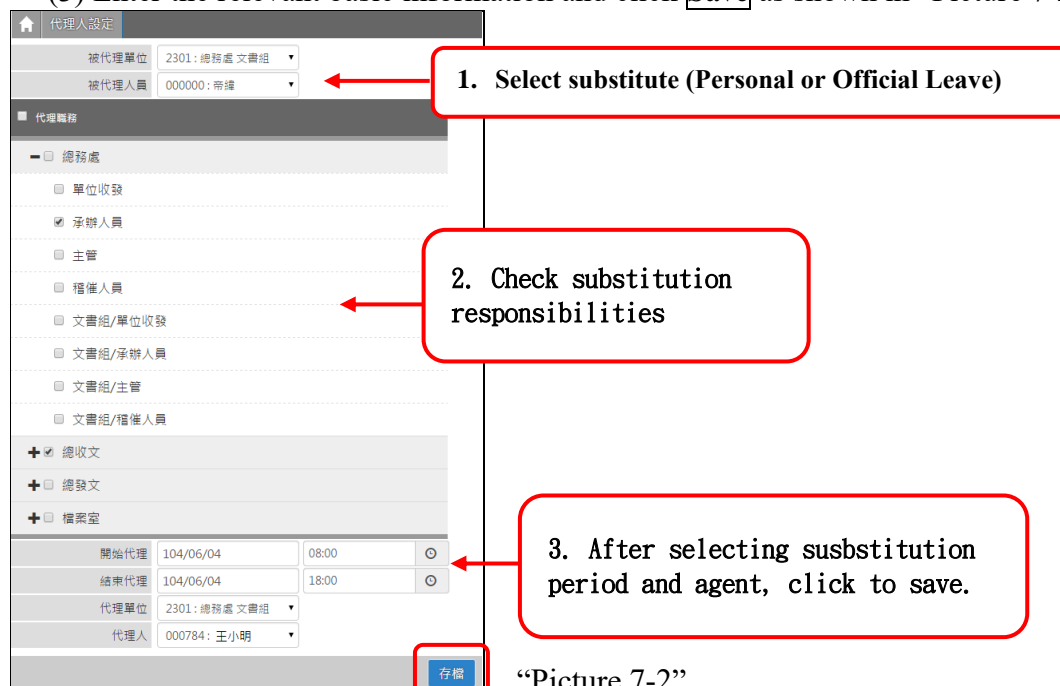 (3) Enter the relevant basic information and click Save as shown in "Picture 7-
代理人設定
被代理單位 2301 : 總務處 文書組
被代理人員 000000 : 帝緯
1. Select substitute (Personal or Official Leave)
代理職務
總務處
單位收發
承辦人員
主管
稽催人員
2. Check substitution
responsibilities
文書組/單位收發
文書組/承辦人員
文書組/主管
文書組/稽催人員
總收文
總發文
檔案室
開始代理 104/06/04 08:00
結束代理 104/06/04 18:00
代理單位 2301 : 總務處 文書組
代理人 000784 : 王小明
3. After selecting susbstitution
period and agent, click to save.
存檔
“Picture 7-2”